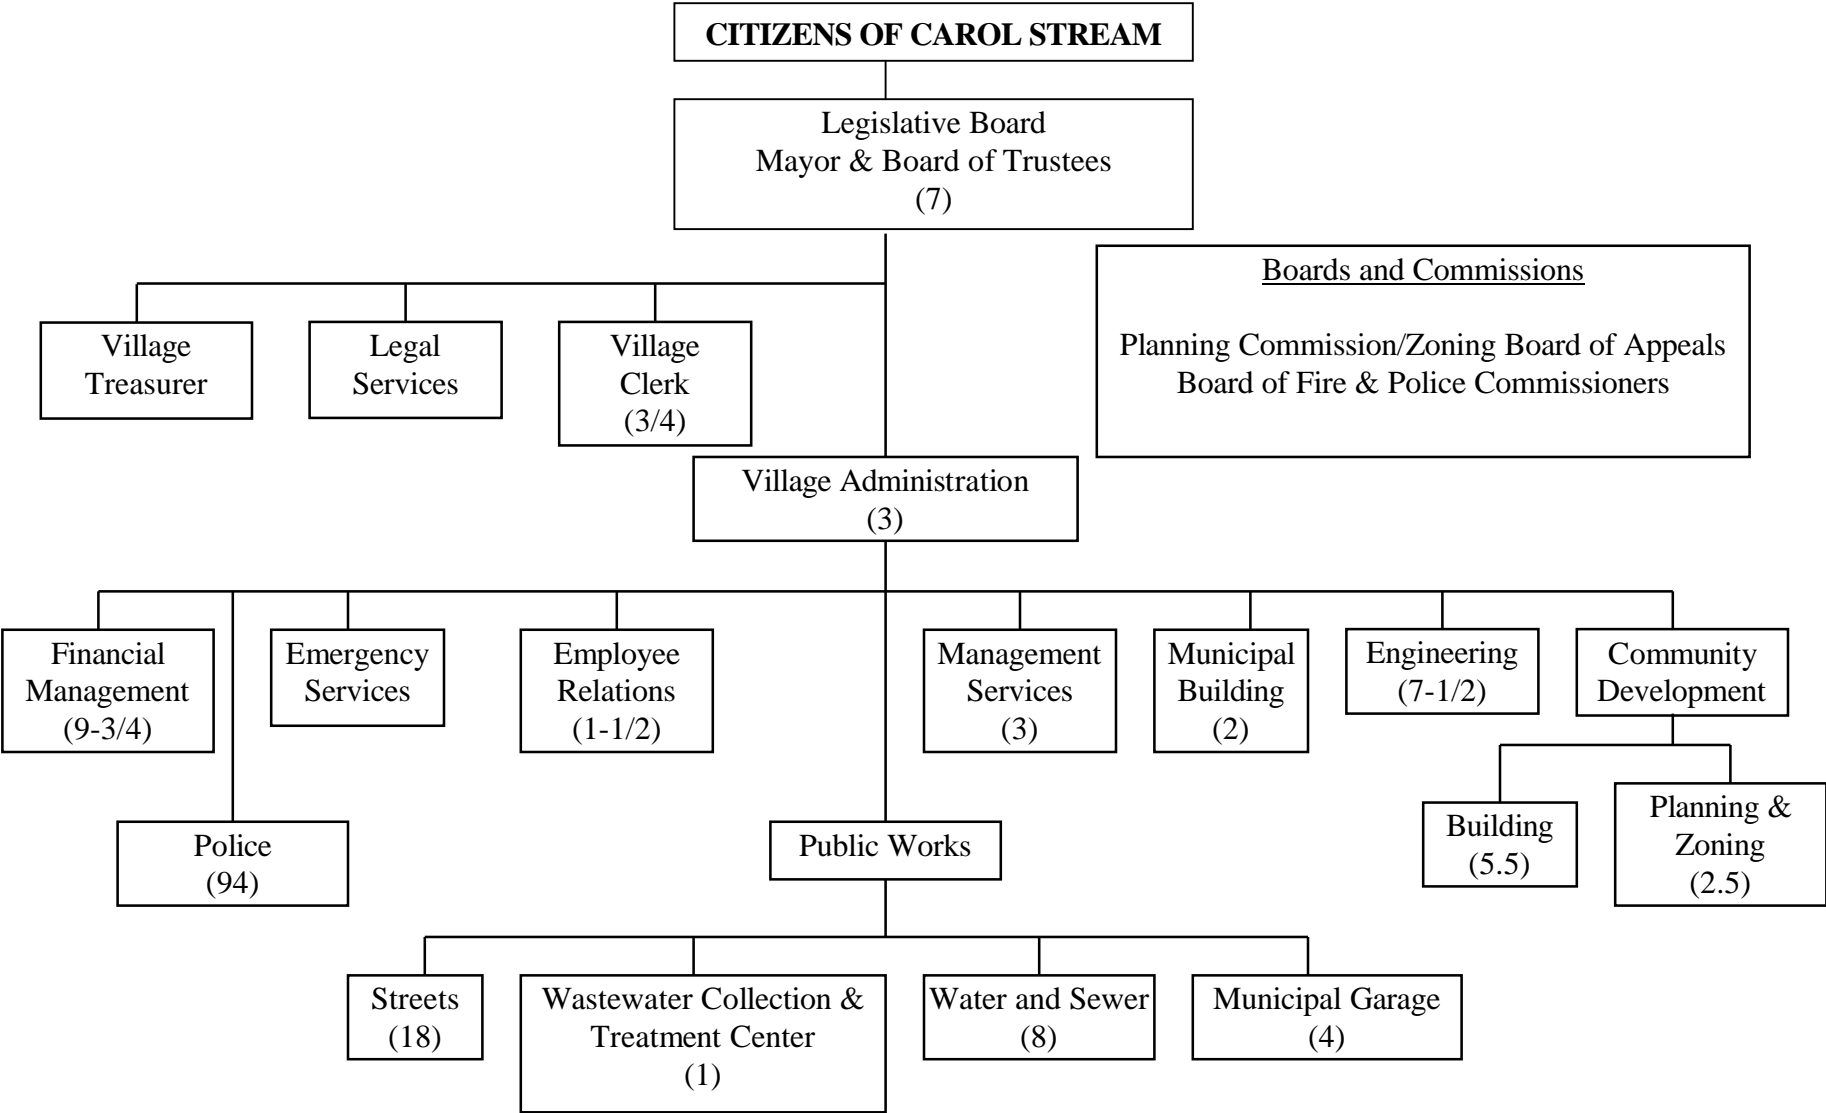 CITIZENS OF CAROL STREAM
Legislative Board
Mayor & Board of Trustees
(7)
Boards and Commissions
Planning Commission/Zoning Board of Appeals
Board of Fire & Police Commissioners
Village
Treasurer
Legal
Services
Village
Clerk
(3/4)
Village Administration
(3)
Financial
Management
(9-3/4)
Emergency
Services
Employee
Relations
(1-1/2)
Management
Services
(3)
Municipal
Building
(2)
Engineering
(7-1/2)
Community
Development
Police
(94)
Public Works
Building
(5.5)
Planning &
Zoning
(2.5)
Streets
(18)
Wastewater Collection &
Treatment Center
(1)
Water and Sewer
(8)
Municipal Garage
(4)